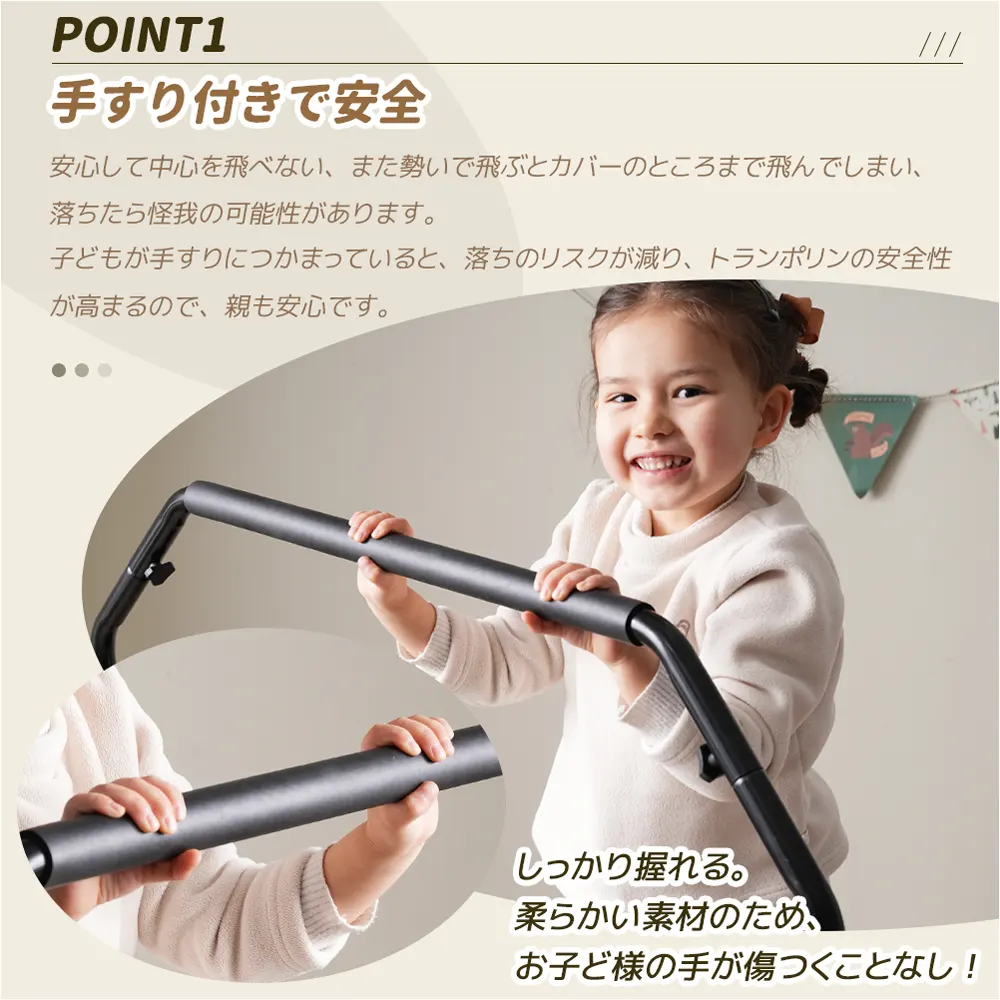 POINT1
手すり付きで安全
安心して中心を飛べない、また勢いで飛ぶとカバーのところまで飛んでしまい、
落ちたら怪我の可能性があります。
子どもが手すりにつかまっていると、落ちのリスクが減り、トランポリンの安全性
が高まるので、親も安心です。
しっかり握れる。
柔らかい素材のため、
お子ど様の手が傷つくことなし！